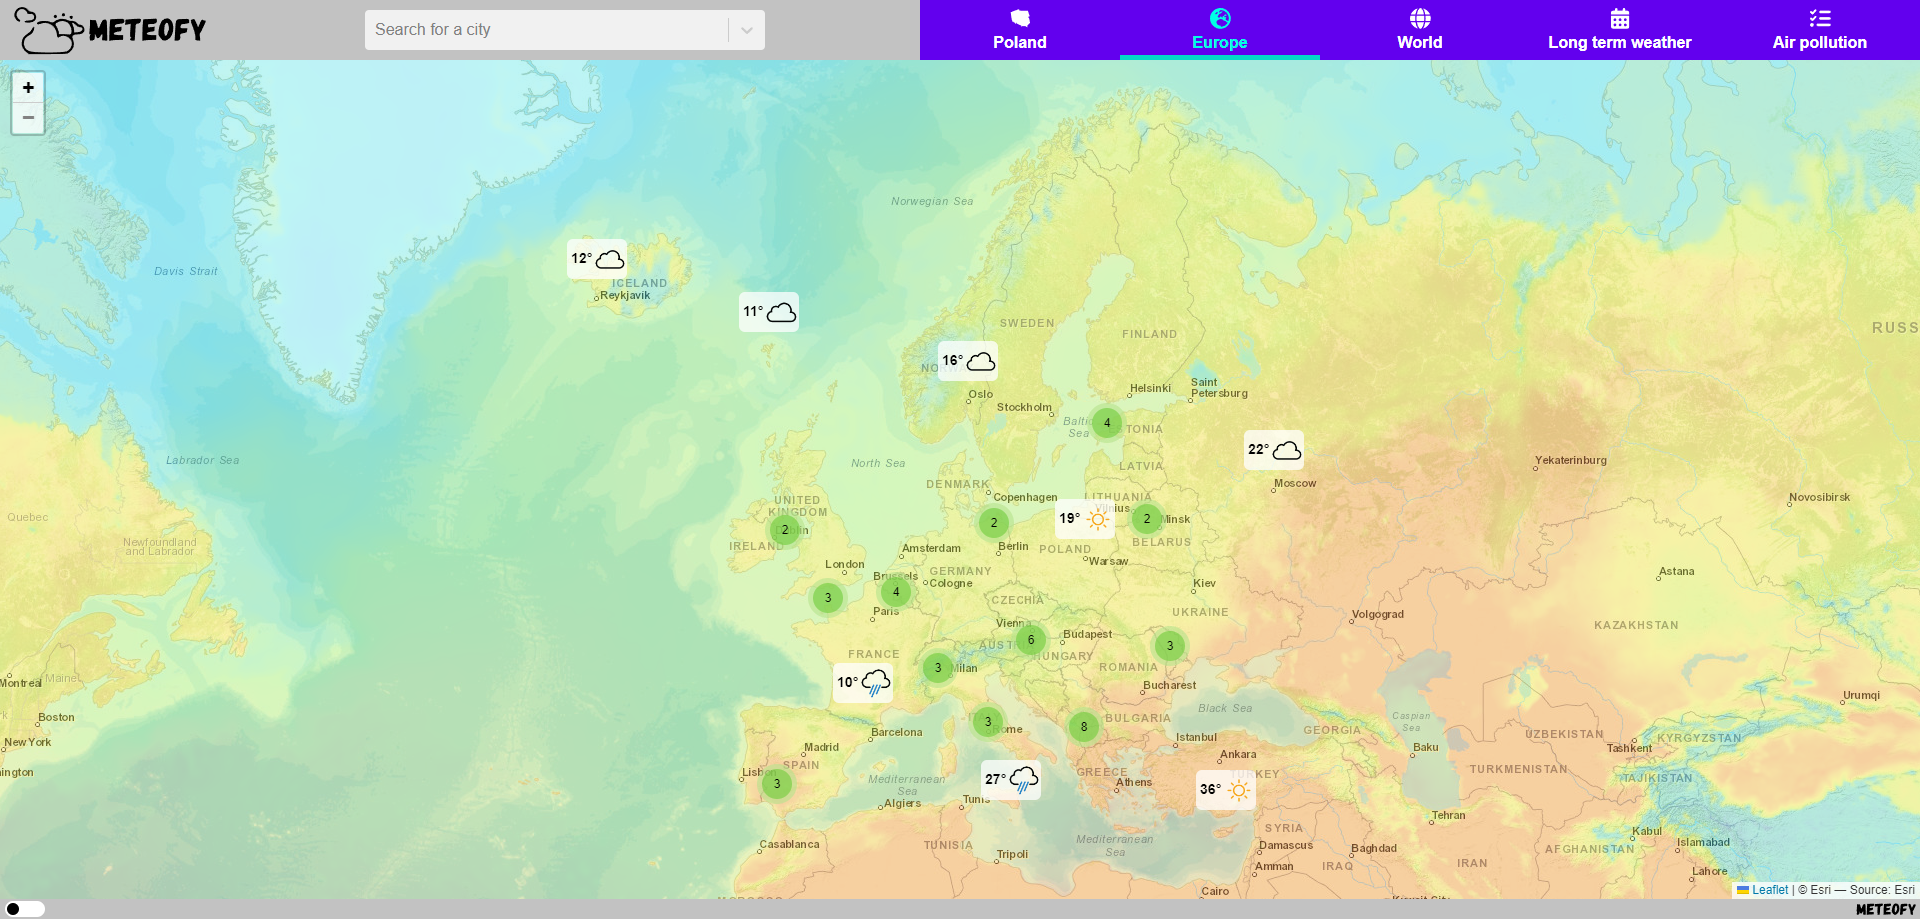 METEOFY
Search for a city
Poland
Europe
World
Long term weather
Air pollution
+
−
Norwegian Sea
Davis Strait
12°
ICELAND
Reykjavik
11°
SWEDEN
FINLAND
RUSS
16°
Oslo
Helsinki
Saint
Petersburg
Stockholm
4
Sea
TONIA
22°
Labrador Sea
North Sea
LATVIA
Yekaterinburg
DENMARK
Moscow
Copenhagen
LITHUANIA
Novosibirsk
UNITED
KINGDOM
Quebec
2
2
19°
2
Minsk
Newfoundland
and Labrador
IRELAND
Amsterdam
Berlin
POLAND
BELARUS
London
Warsaw
Brussels
GERMANY
Cologne
Astana
Kiev
3
4
CZECHIA
Paris
UKRAINE
Volgograd
KAZAKHSTAN
Vienna
6
Budapest
3
FRANCE
HUNGARY
3
Milan
ROMANIA
Montreal
Maine
10°
Bucharest
Urumqi
Boston
Black Sea
Caspian
Sea
3
Rome
8
BULGARIA
GEORGIA
UZBEKISTAN
New York
Barcelona
Istanbul
Tashkent
KYRGYZSTAN
Madrid
Ankara
Baku
SPAIN
TURKMENISTAN
ington
3
Mediterranean
Sea
27°
GREECE
Athens
36°
TAJIKISTAN
Algiers
Tunis
Tehran
SYRIA
Kabul
Casablanca
TUNISIA
Mediterranean
Sea
Damascus
Baghdad
AFGHANISTAN
Islamabad
Tripoli
Amman
IRAQ
IRAN
Lahore
Cairo
Leaflet | © Esri — Source: Esri
METEOFY